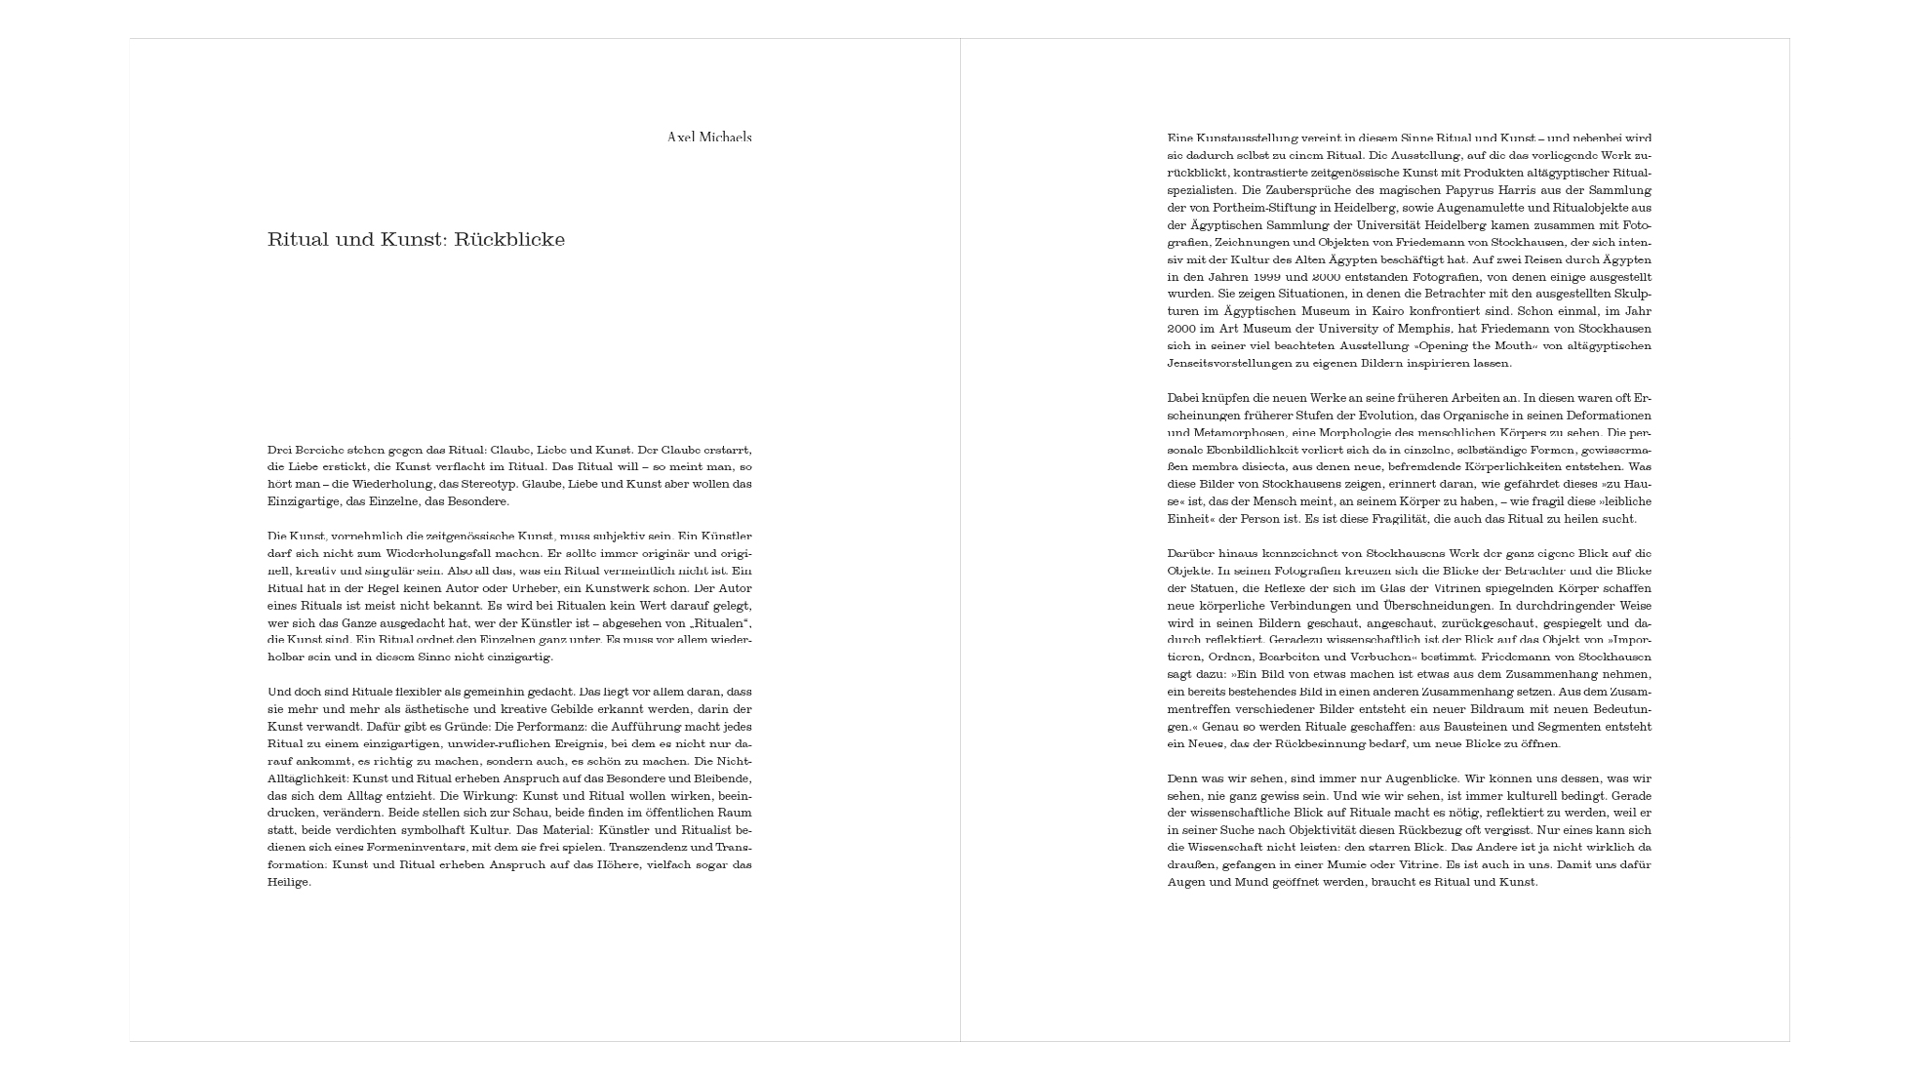 Axel Michaels
Ritual und Kunst: Rückblicke
Drei Bereiche stehen gegen das Ritual: Glaube, Liebe und Kunst. Der Glaube erstarrt,
die Liebe erstickt, die Kunst verflacht im Ritual. Das Ritual will – so meint man, so
hört man – die Wiederholung, das Stereotyp. Glaube, Liebe und Kunst aber wollen das
Einzigartige, das Einzelne, das Besondere.
Die Kunst, vornehmlich die zeitgenössische Kunst, muss subjektiv sein. Ein Künstler
darf sich nicht zum Wiederholungsfall machen. Er sollte immer originär und origi-
nell, kreativ und singulär sein. Also all das, was ein Ritual vermeintlich nicht ist. Ein
Ritual hat in der Regel keinen Autor oder Urheber, ein Kunstwerk schon. Der Autor
eines Rituals ist meist nicht bekannt. Es wird bei Ritualen kein Wert darauf gelegt,
wer sich das Ganze ausgedacht hat, wer der Künstler ist – abgesehen von „Ritualen“,
die Kunst sind. Ein Ritual ordnet den Einzelnen ganz unter. Es muss vor allem wieder-
holbar sein und in diesem Sinne nicht einzigartig.
Und doch sind Rituale flexibler als gemeinhin gedacht. Das liegt vor allem daran, dass
sie mehr und mehr als ästhetische und kreative Gebilde erkannt werden, darin der
Kunst verwandt. Dafür gibt es Gründe: Die Performanz: die Aufführung macht jedes
Ritual zu einem einzigartigen, unwider-ruflichen Ereignis, bei dem es nicht nur da-
rauf ankommt, es richtig zu machen, sondern auch, es schön zu machen. Die Nicht-
Alltäglichkeit: Kunst und Ritual erheben Anspruch auf das Besondere und Bleibende,
das sich dem Alltag entzieht. Die Wirkung: Kunst und Ritual wollen wirken, beein-
drucken, verändern. Beide stellen sich zur Schau, beide finden im öffentlichen Raum
statt, beide verdichten symbolhaft Kultur. Das Material: Künstler und Ritualist be-
dienen sich eines Formeninventars, mit dem sie frei spielen. Transzendenz und Trans-
formation: Kunst und Ritual erheben Anspruch auf das Höhere, vielfach sogar das
Heilige.
Eine Kunstausstellung vereint in diesem Sinne Ritual und Kunst – und nebenbei wird
sie dadurch selbst zu einem Ritual. Die Ausstellung, auf die das vorliegende Werk zu-
rückblickt, kontrastierte zeitgenössische Kunst mit Produkten altägyptischer Ritual-
spezialisten. Die Zaubersprüche des magischen Papyrus Harris aus der Sammlung
der von Portheim-Stiftung in Heidelberg, sowie Augenamulette und Ritualobjekte aus
der Ägyptischen Sammlung der Universität Heidelberg kamen zusammen mit Foto-
grafien, Zeichnungen und Objekten von Friedemann von Stockhausen, der sich inten-
siv mit der Kultur des Alten Ägypten beschäftigt hat. Auf zwei Reisen durch Ägypten
in den Jahren 1999 und 2000 entstanden Fotografien, von denen einige ausgestellt
wurden. Sie zeigen Situationen, in denen die Betrachter mit den ausgestellten Skulp-
turen im Ägyptischen Museum in Kairo konfrontiert sind. Schon einmal, im Jahr
2000 im Art Museum der University of Memphis, hat Friedemann von Stockhausen
sich in seiner viel beachteten Ausstellung »Opening the Mouth« von altägyptischen
Jenseitsvorstellungen zu eigenen Bildern inspirieren lassen.
Dabei knüpfen die neuen Werke an seine früheren Arbeiten an. In diesen waren oft Er-
scheinungen früherer Stufen der Evolution, das Organische in seinen Deformationen
und Metamorphosen, eine Morphologie des menschlichen Körpers zu sehen. Die per-
sonale Ebenbildlichkeit verliert sich da in einzelne, selbständige Formen, gewisserma-
ßen membra disiecta, aus denen neue, befremdende Körperlichkeiten entstehen. Was
diese Bilder von Stockhausens zeigen, erinnert daran, wie gefährdet dieses »zu Hau-
se« ist, das der Mensch meint, an seinem Körper zu haben, – wie fragil diese »leibliche
Einheit« der Person ist. Es ist diese Fragilität, die auch das Ritual zu heilen sucht.
Darüber hinaus kennzeichnet von Stockhausens Werk der ganz eigene Blick auf die
Objekte. In seinen Fotografien kreuzen sich die Blicke der Betrachter und die Blicke
der Statuen, die Reflexe der sich im Glas der Vitrinen spiegelnden Körper schaffen
neue körperliche Verbindungen und Überschneidungen. In durchdringender Weise
wird in seinen Bildern geschaut, angeschaut, zurückgeschaut, gespiegelt und da-
durch reflektiert. Geradezu wissenschaftlich ist der Blick auf das Objekt von »Impor-
tieren, Ordnen, Bearbeiten und Verbuchen« bestimmt. Friedemann von Stockhausen
sagt dazu: »Ein Bild von etwas machen ist etwas aus dem Zusammenhang nehmen,
ein bereits bestehendes Bild in einen anderen Zusammenhang setzen. Aus dem Zusam-
mentreffen verschiedener Bilder entsteht ein neuer Bildraum mit neuen Bedeutun-
gen.« Genau so werden Rituale geschaffen: aus Bausteinen und Segmenten entsteht
ein Neues, das der Rückbesinnung bedarf, um neue Blicke zu öffnen.
Denn was wir sehen, sind immer nur Augenblicke. Wir können uns dessen, was wir
sehen, nie ganz gewiss sein. Und wie wir sehen, ist immer kulturell bedingt. Gerade
der wissenschaftliche Blick auf Rituale macht es nötig, reflektiert zu werden, weil er
in seiner Suche nach Objektivität diesen Rückbezug oft vergisst. Nur eines kann sich
die Wissenschaft nicht leisten: den starren Blick. Das Andere ist ja nicht wirklich da
draußen, gefangen in einer Mumie oder Vitrine. Es ist auch in uns. Damit uns dafür
Augen und Mund geöffnet werden, braucht es Ritual und Kunst.